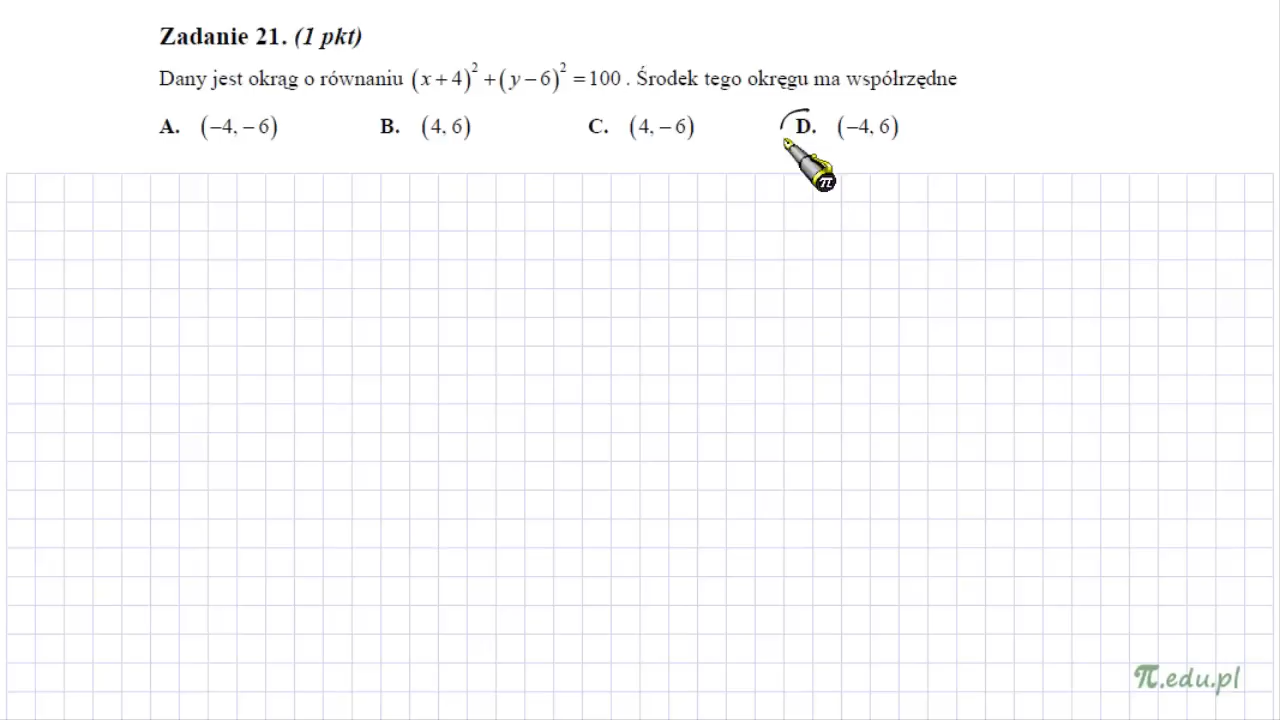 Zadanie 21. (1 pkt)
Dany jest okrąg o równaniu (x+4)² + (y−6)² = 100 . Środek tego okręgu ma współrzędne
A. (−4, −6) B. (4, 6) C. (4, −6) D. (−4, 6)
π
π.edu.pl